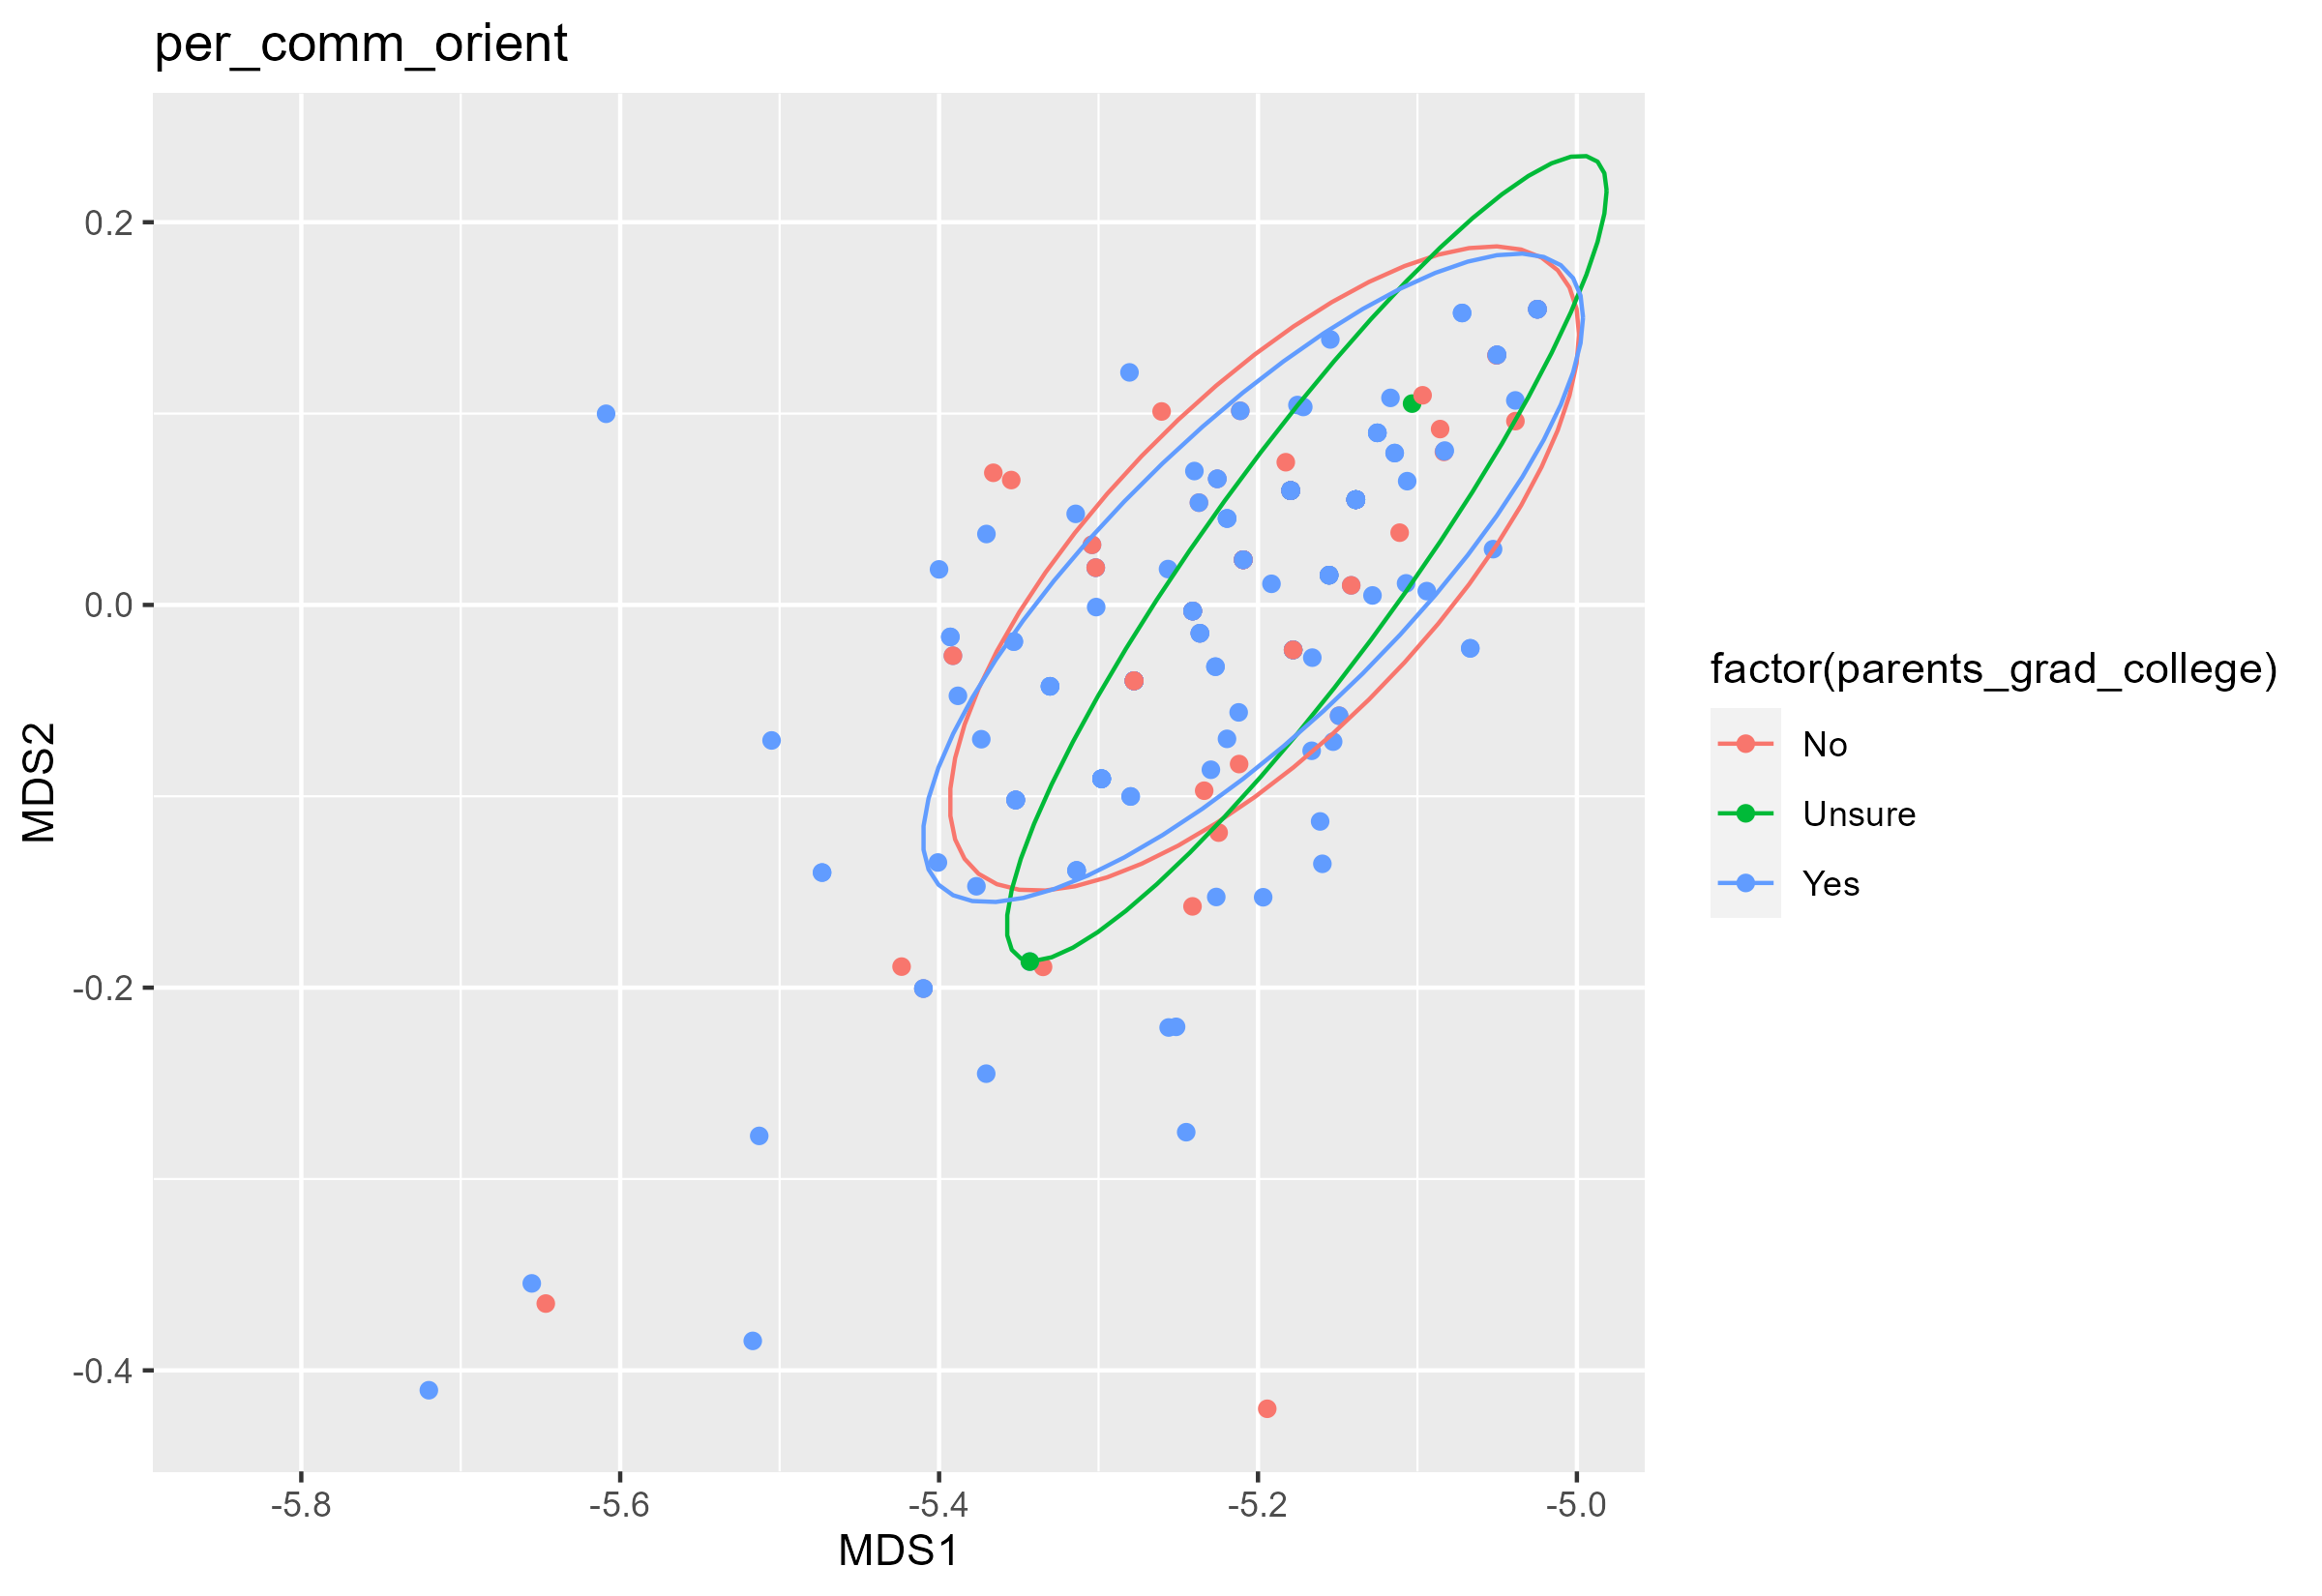 per_comm_orient
0.2
0.0
-0.2
-0.4
MDS2
-5.8
-5.6
-5.4
-5.2
-5.0
MDS1
factor(parents_grad_college)
No
Unsure
Yes